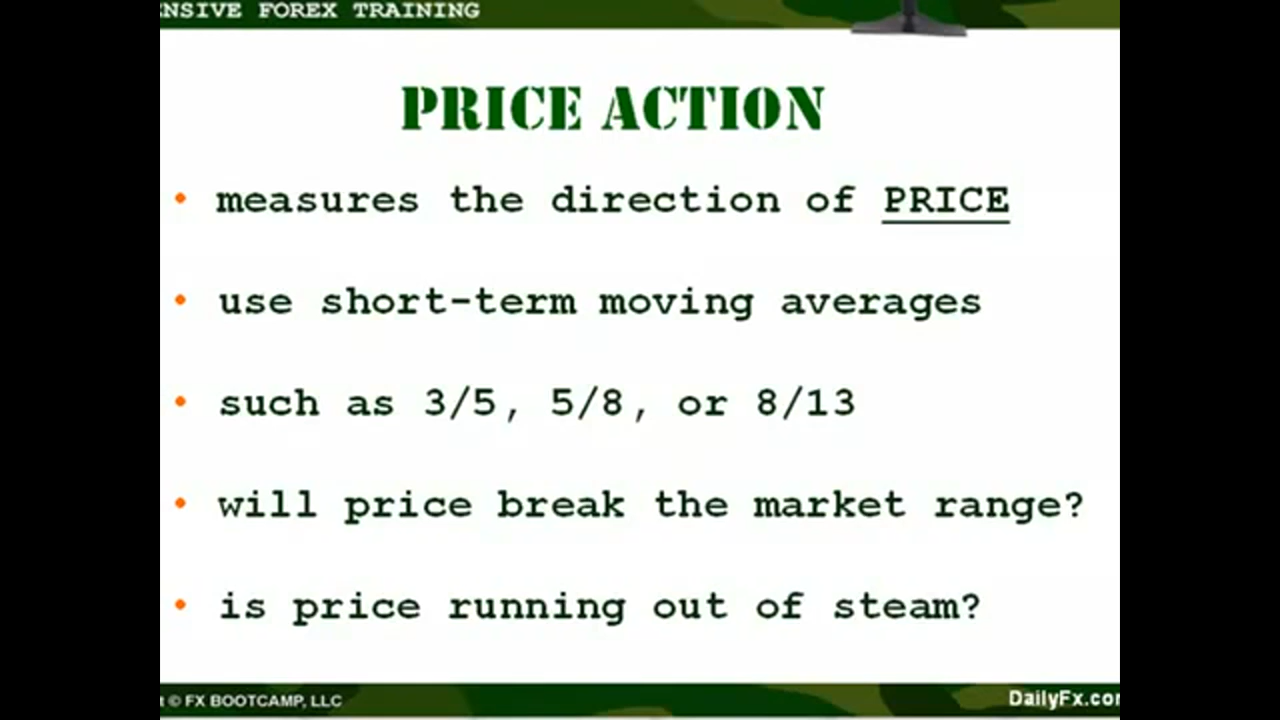 NSIVE FOREX TRAINING
PRICE ACTION
• measures the direction of PRICE
• use short-term moving averages
• such as 3/5, 5/8, or 8/13
• will price break the market range?
• is price running out of steam?
© FX BOOTCAMP, LLC
DailyFx.com